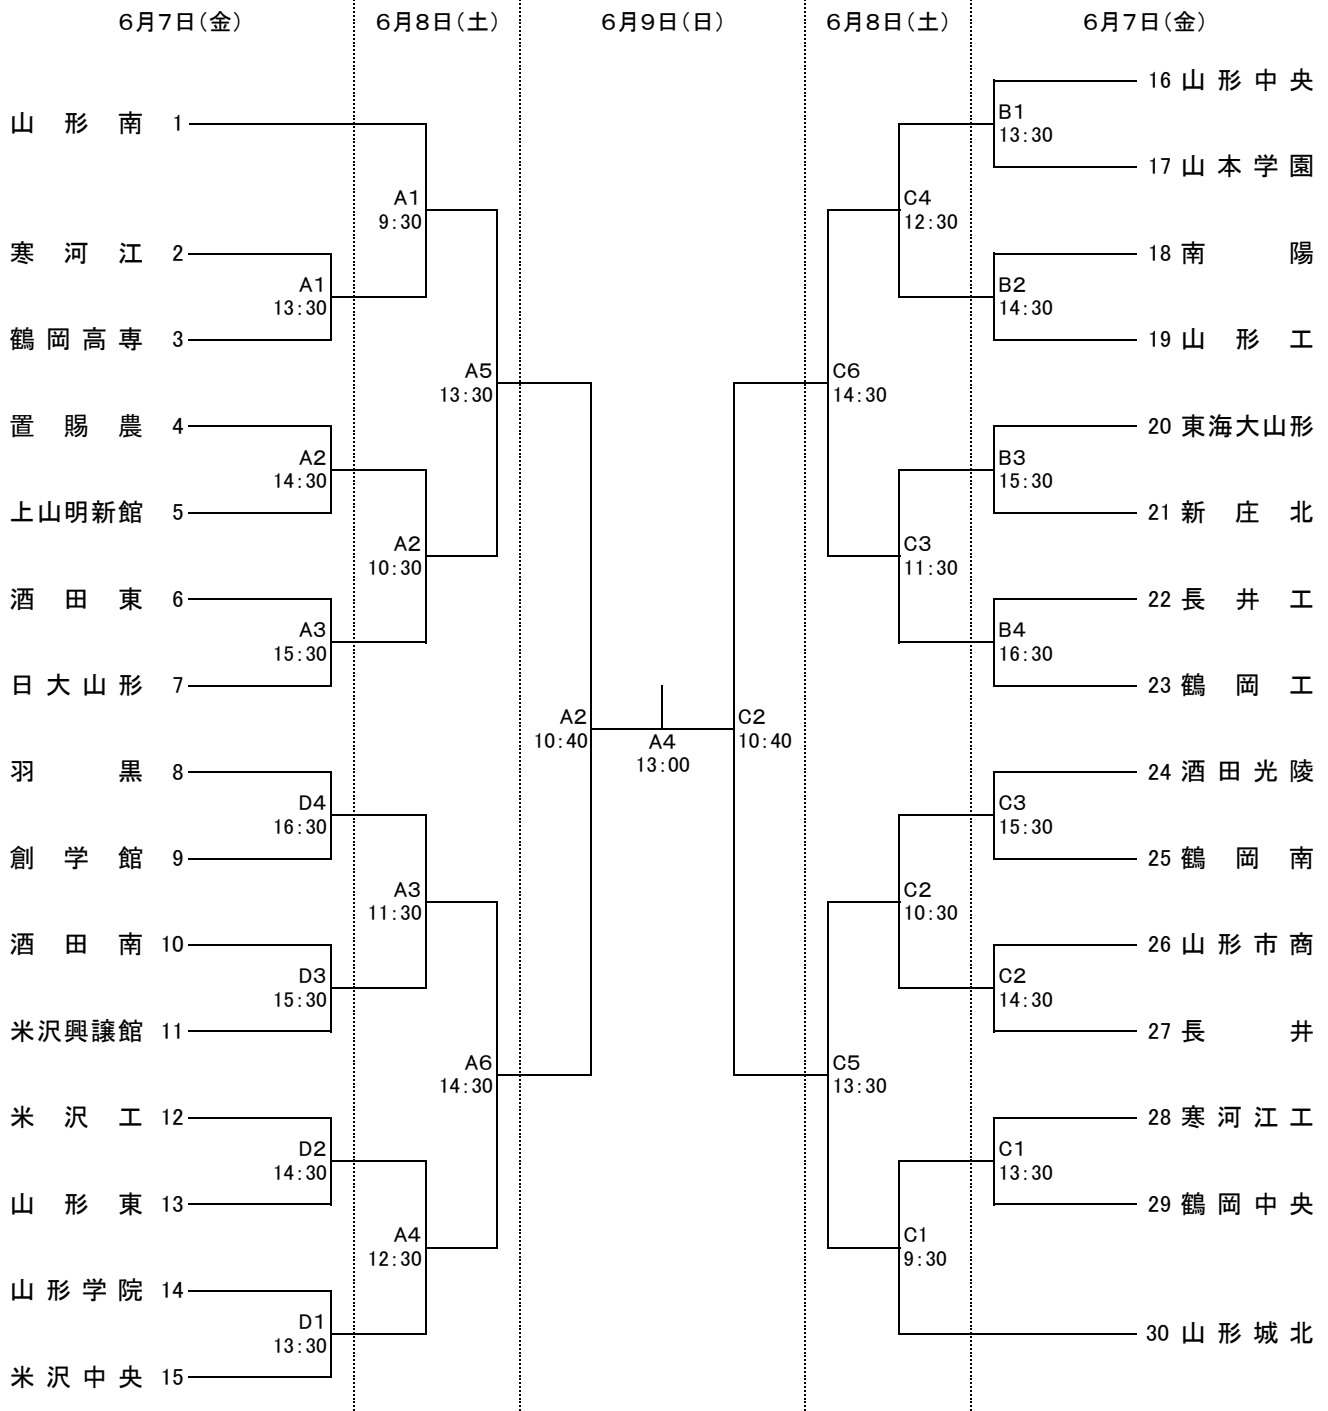 6月7日(金) 6月8日(土) 6月9日(日) 6月8日(土) 6月7日(金)
山形南 1
寒河江 2
鶴岡高専 3
置賜農 4
上山明新館 5
酒田東 6
日大山形 7
羽黒 8
創学館 9
酒田南 10
米沢興譲館 11
米沢工 12
山形東 13
山形学院 14
米沢中央 15
A1
13:30
A2
14:30
A3
15:30
D4
16:30
D3
15:30
D2
14:30
D1
13:30
A1
9:30
A2
10:30
A3
11:30
A4
12:30
A5
13:30
A6
14:30
A2
10:40
A4
13:00
C2
10:40
C6
14:30
C5
13:30
C4
12:30
C3
11:30
C2
10:30
C1
9:30
B1
13:30
B2
14:30
B3
15:30
B4
16:30
C3
15:30
C2
14:30
C1
13:30
16 山形中央
17 山本学園
18 南陽
19 山形工
20 東海大山形
21 新庄北
22 長井工
23 鶴岡工
24 酒田光陵
25 鶴岡南
26 山形市商
27 長井
28 寒河江工
29 鶴岡中央
30 山形城北